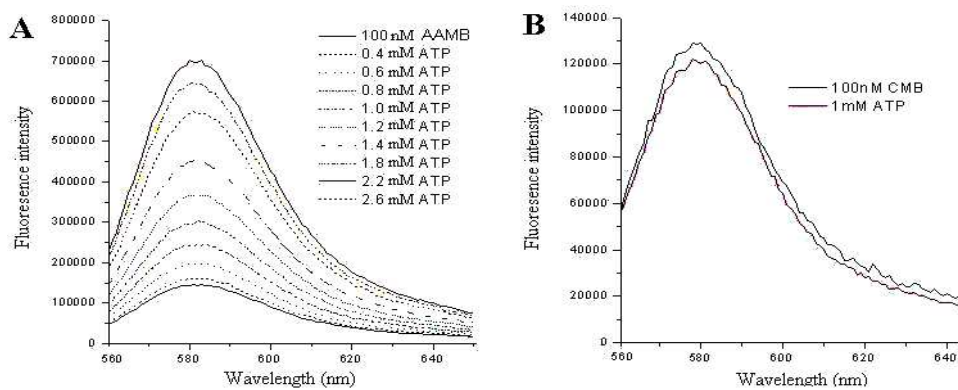 A
Fluoresence intensity
800000
700000
600000
500000
400000
300000
200000
100000
0
560
580
600
620
640
Wavelength (nm)
100 nM AAMB
0.4 mM ATP
0.6 mM ATP
0.8 mM ATP
1.0 mM ATP
1.2 mM ATP
1.4 mM ATP
1.8 mM ATP
2.2 mM ATP
2.6 mM ATP
B
Fluoresence intensity
140000
120000
100000
80000
60000
40000
20000
0
560
580
600
620
640
Wavelength (nm)
100nM CMB
1mM ATP